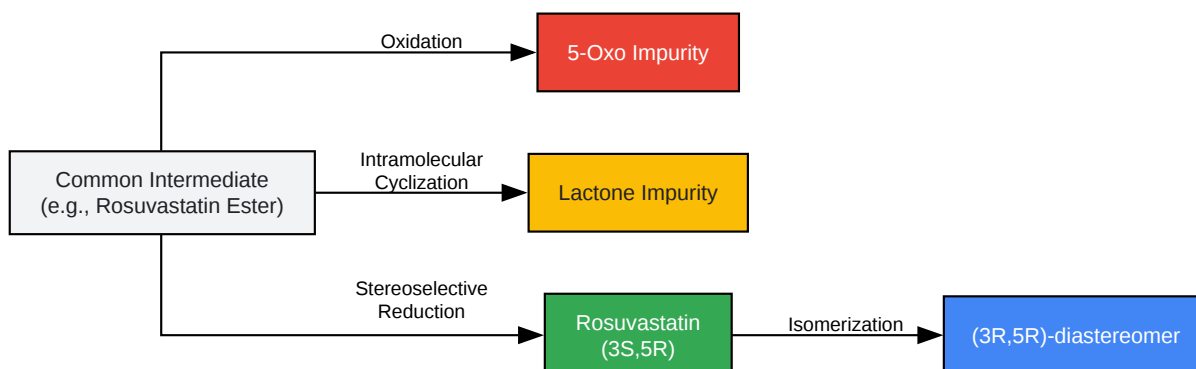 Oxidation
5-Oxo Impurity
Common Intermediate
(e.g., Rosuvastatin Ester)
Intramolecular
Cyclization
Lactone Impurity
Stereoselective
Reduction
Rosuvastatin
(3S,5R)
Isomerization
(3R,5R)-diastereomer